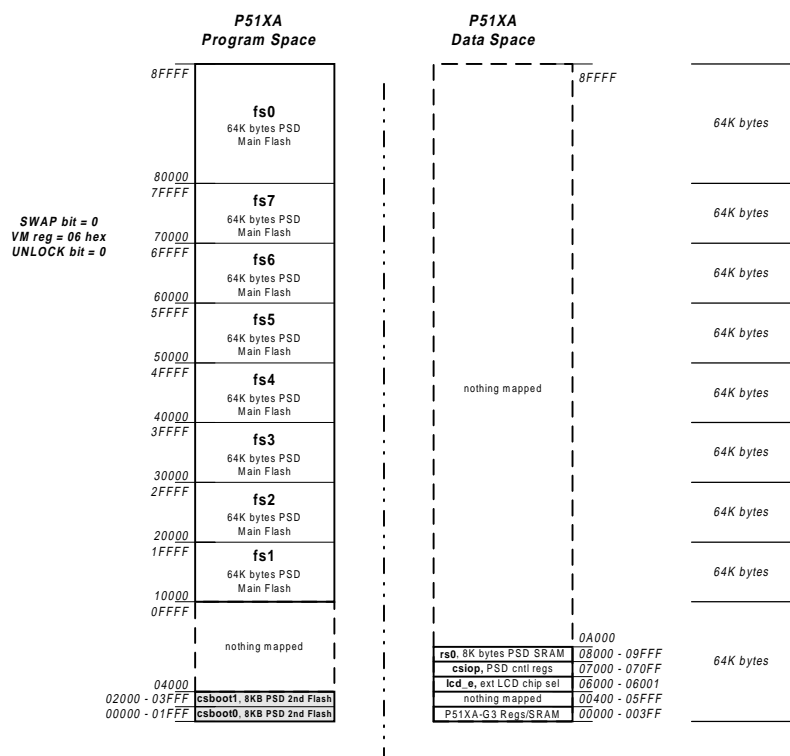 P51XA
Program Space
P51XA
Data Space
SWAP bit = 0
VM reg = 06 hex
UNLOCK bit = 0
8FFFF
fs0
64K bytes PSD
Main Flash
80000
7FFFF
fs7
64K bytes PSD
Main Flash
70000
6FFFF
fs6
64K bytes PSD
Main Flash
60000
5FFFF
fs5
64K bytes PSD
Main Flash
50000
4FFFF
fs4
64K bytes PSD
Main Flash
40000
3FFFF
fs3
64K bytes PSD
Main Flash
30000
2FFFF
fs2
64K bytes PSD
Main Flash
20000
1FFFF
fs1
64K bytes PSD
Main Flash
10000
0FFFF
nothing mapped
04000
02000 - 03FFF
csboot1, 8KB PSD 2nd Flash
00000 - 01FFF
csboot0, 8KB PSD 2nd Flash
8FFFF
nothing mapped
0A000
rs0, 8K bytes PSD SRAM
08000 - 09FFF
csiop, PSD cntl regs
07000 - 070FF
lcd_e, ext LCD chip sel
06000 - 06001
nothing mapped
00400 - 05FFF
P51XA-G3 Regs/SRAM
00000 - 003FF
64K bytes
64K bytes
64K bytes
64K bytes
64K bytes
64K bytes
64K bytes
64K bytes
64K bytes